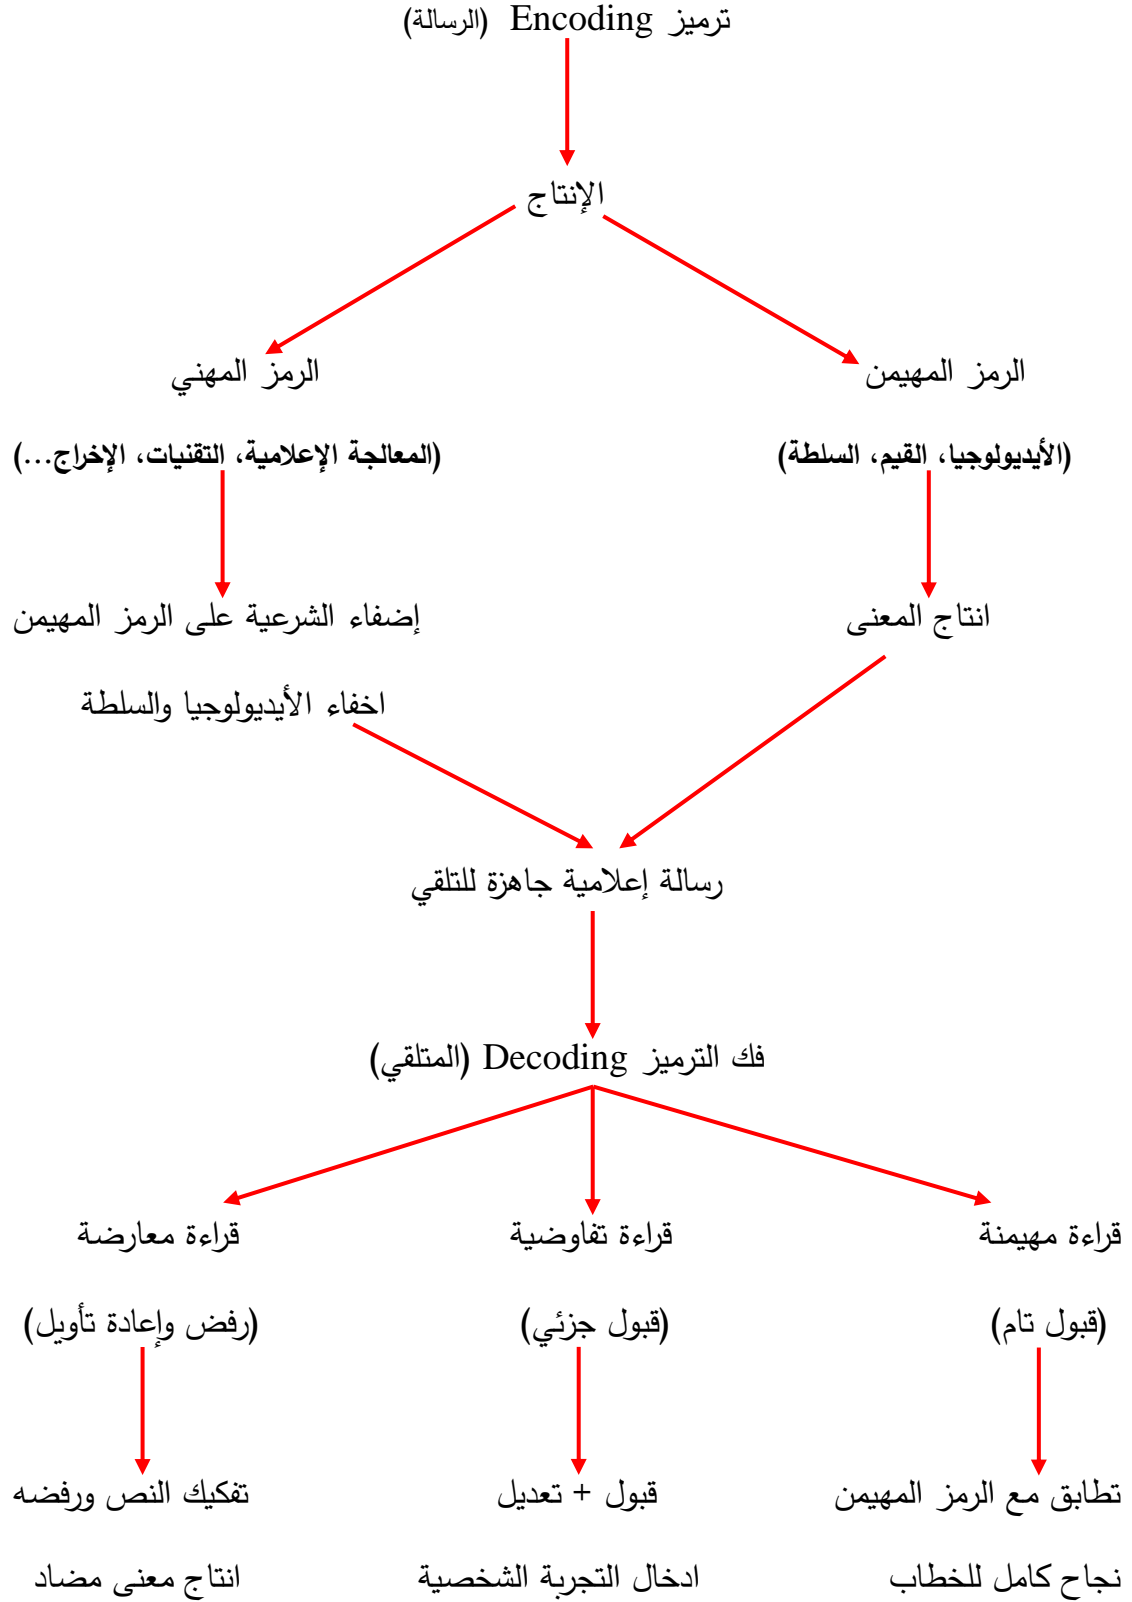 ترميز Encoding (الرسالة)
الإنتاج
الرمز المهيمن
الرمز المهني
(الأيديولوجيا، القيم، السلطة)
(المعالجة الإعلامية، التقنيات، الإخراج...)
انتاج المعنى
إضفاء الشرعية على الرمز المهيمن
اخفاء الأيديولوجيا والسلطة
رسالة إعلامية جاهزة للتلقي
فك الترميز Decoding (المتلقي)
قراءة مهيمنة
قراءة تفاوضية
قراءة معارضة
(قبول تام)
(قبول جزئي)
(رفض وإعادة تأويل)
تطابق مع الرمز المهيمن
قبول + تعديل
تفكيك النص ورفضه
نجاح كامل للخطاب
ادخال التجربة الشخصية
انتاج معنى مضاد